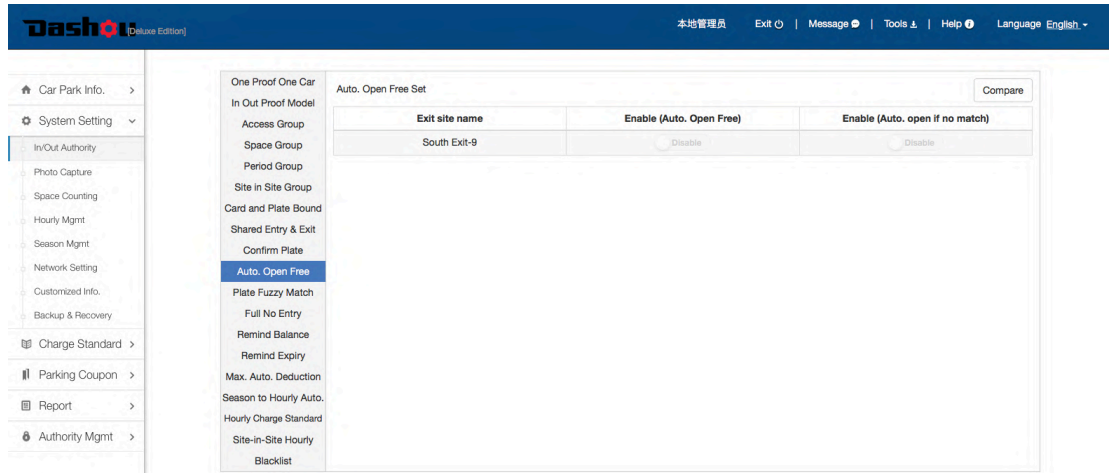 Dashou [Deluxe Edition]
本地管理员 Exit | Message | Tools | Help Language English
Car Park Info.
System Setting
In/Out Authority
Photo Capture
Space Counting
Hourly Mgmt
Season Mgmt
Network Setting
Customized Info.
Backup & Recovery
Charge Standard
Parking Coupon
Report
Authority Mgmt
One Proof One Car
In Out Proof Model
Access Group
Space Group
Period Group
Site in Site Group
Card and Plate Bound
Shared Entry & Exit
Confirm Plate
Auto. Open Free
Plate Fuzzy Match
Full No Entry
Remind Balance
Remind Expiry
Max. Auto. Deduction
Season to Hourly Auto.
Hourly Charge Standard
Site-in-Site Hourly
Blacklist
Auto. Open Free Set Compare
Exit site name Enable (Auto. Open Free) Enable (Auto. open if no match)
South Exit-9 Disable Disable